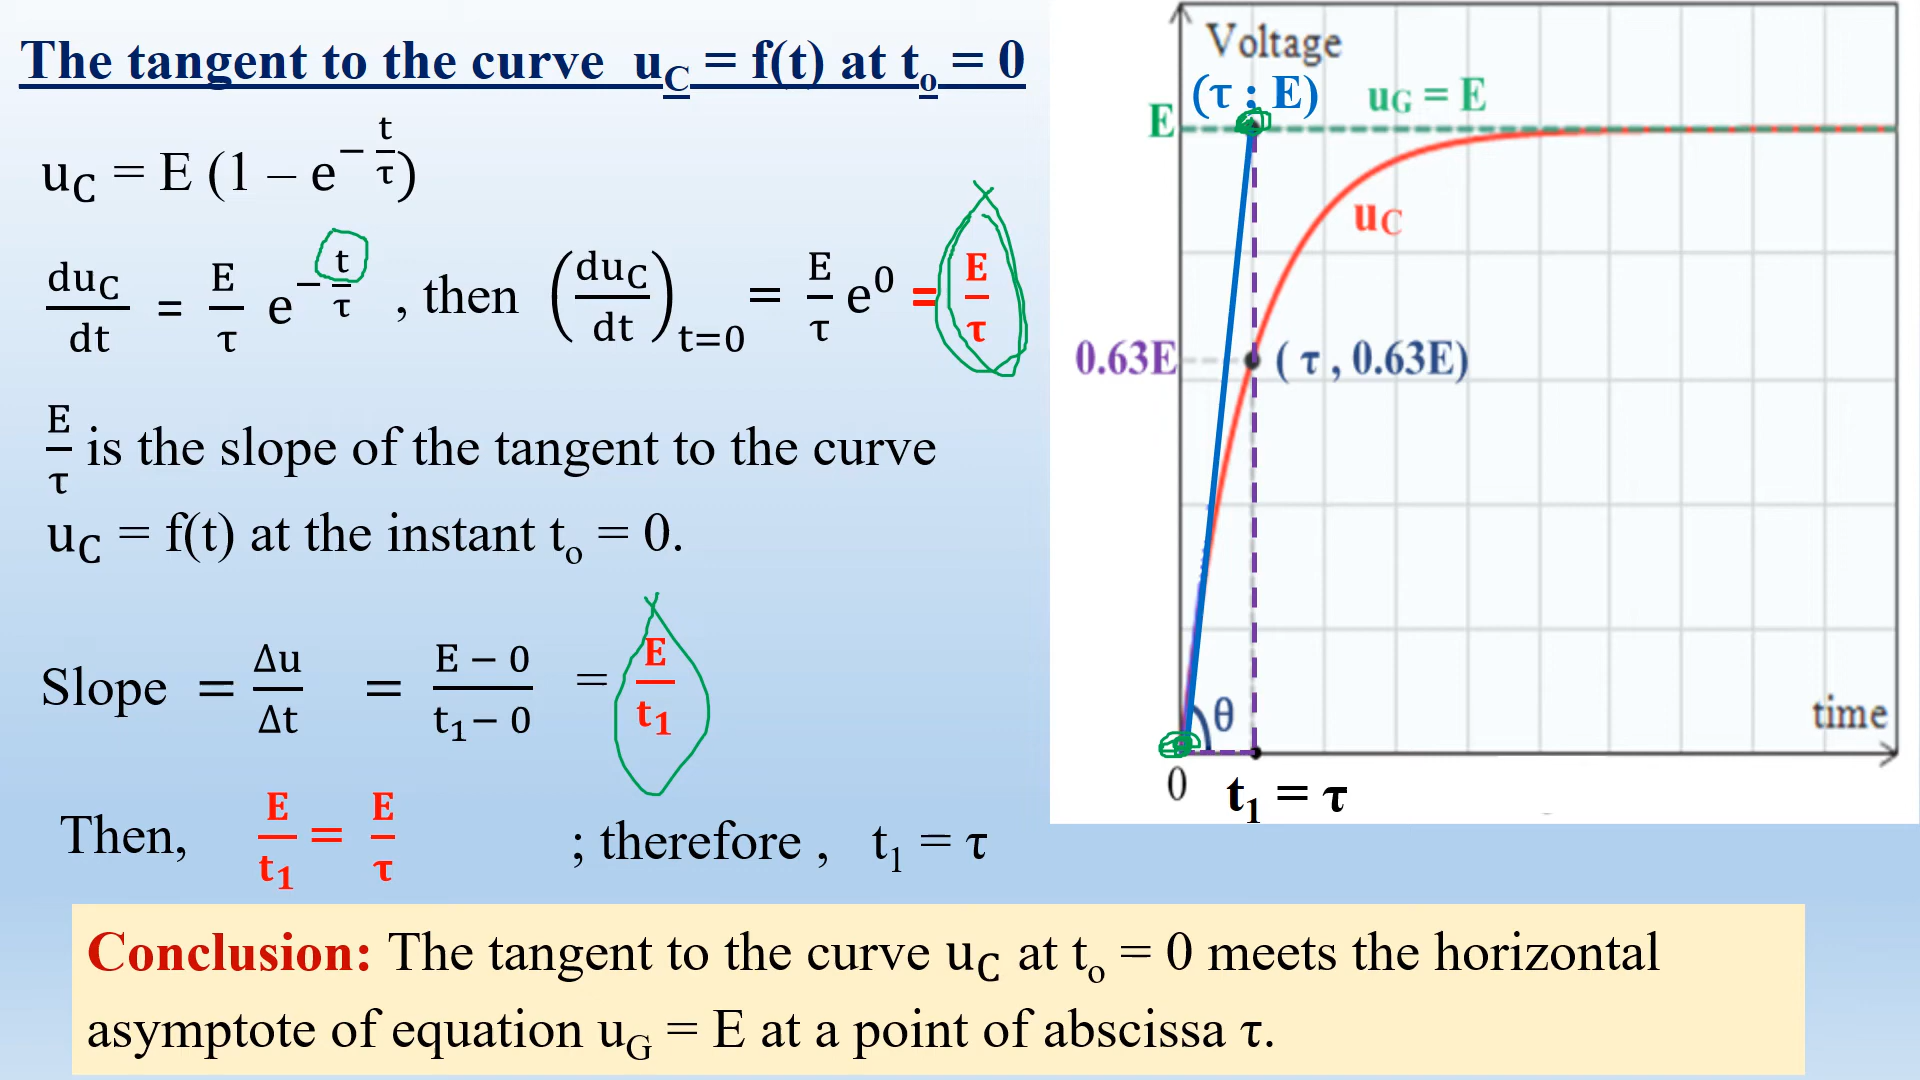 The tangent to the curve u_C = f(t) at t_o = 0
u_C = E (1 – e^(− t/τ))
du_C/dt = E/τ e^(− t/τ) , then (du_C/dt)_(t=0) = E/τ e^0 = E/τ
E/τ is the slope of the tangent to the curve
u_C = f(t) at the instant t_o = 0.
Slope = Δu/Δt = (E − 0)/(t_1 − 0) = E/t_1
Then, E/t_1 = E/τ ; therefore , t_1 = τ
Conclusion: The tangent to the curve u_C at t_o = 0 meets the horizontal
asymptote of equation u_G = E at a point of abscissa τ.
Voltage
(τ ; E)
u_G = E
E
u_C
0.63E
( τ , 0.63E)
θ
time
0
t_1 = τ